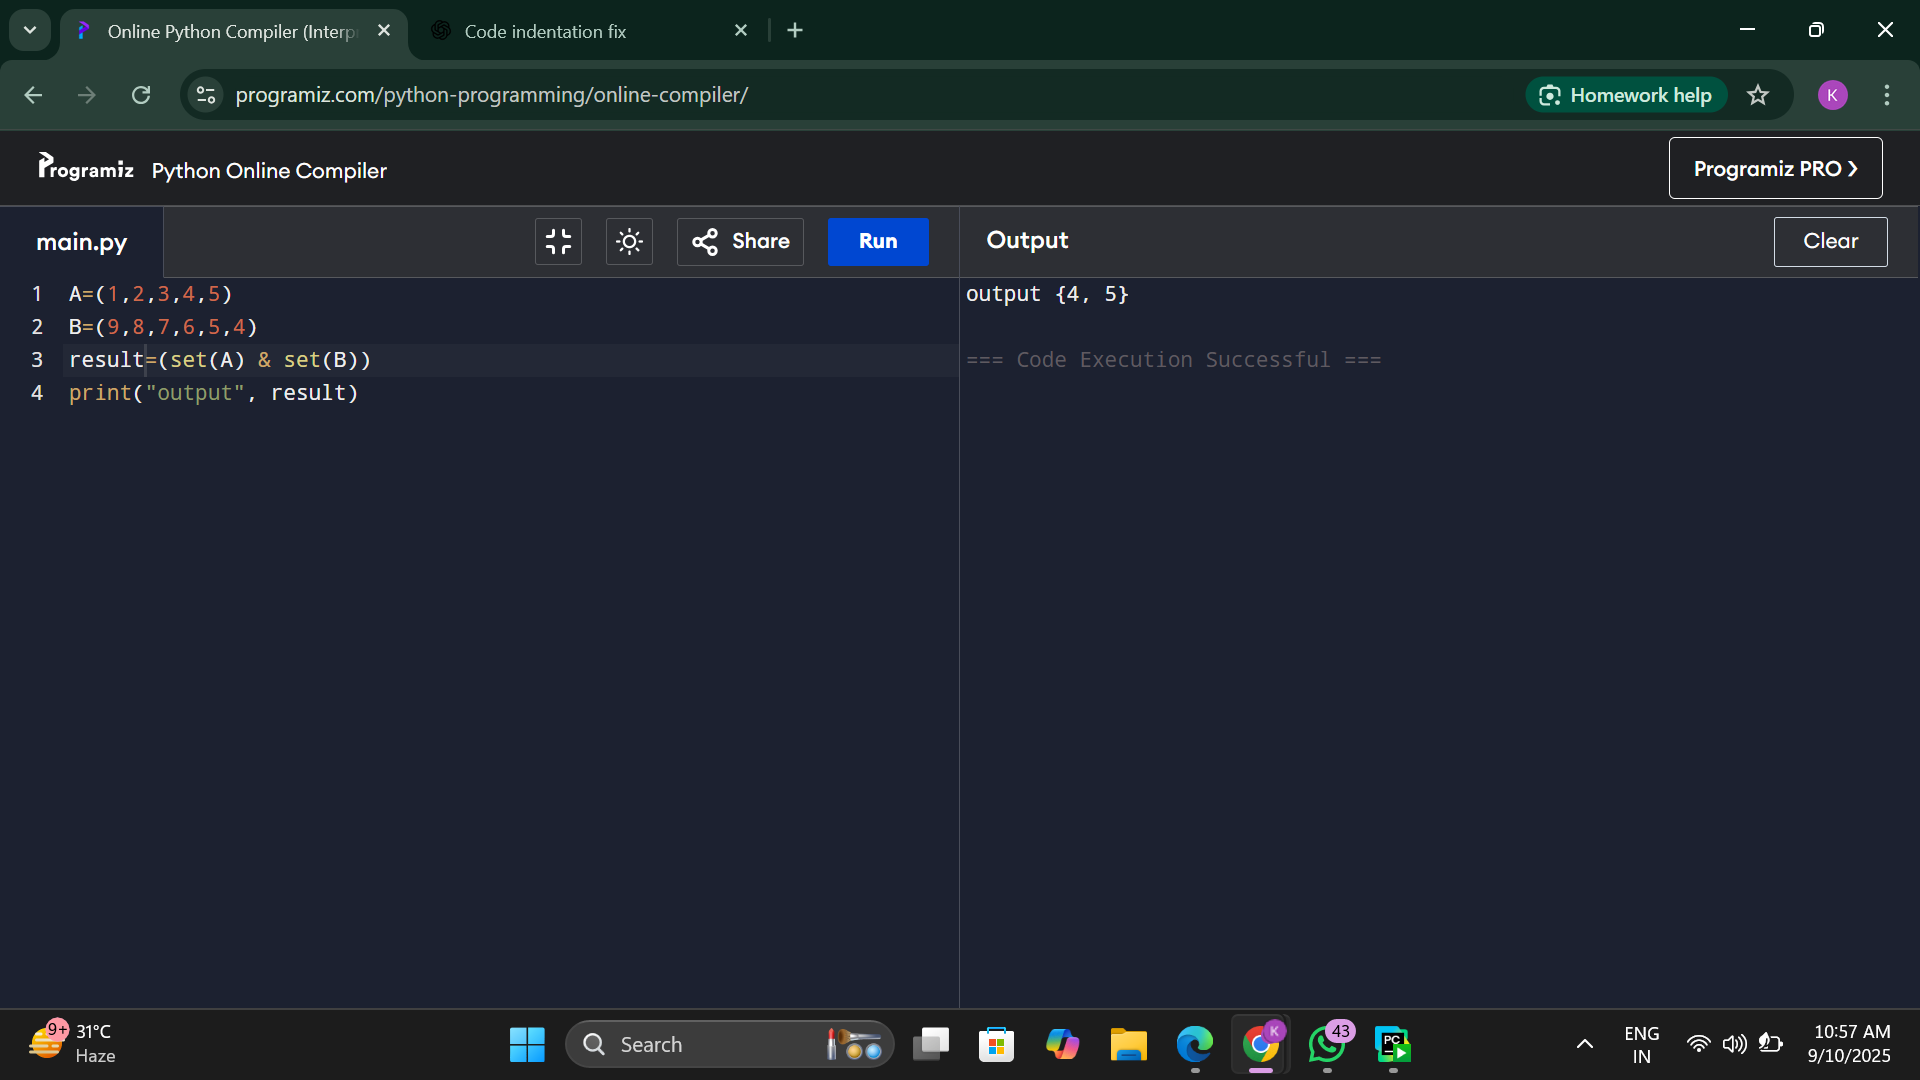 Online Python Compiler (Interp
Code indentation fix
programiz.com/python-programming/online-compiler/
Homework help
K
Programiz
Python Online Compiler
Programiz PRO ❯
main.py
Share
Run
Output
Clear
1 A=(1,2,3,4,5)
2 B=(9,8,7,6,5,4)
3 result=(set(A) & set(B))
4 print("output", result)
output {4, 5}
=== Code Execution Successful ===
9+
31°C
Haze
Search
K
43
PC
ENG
IN
10:57 AM
9/10/2025